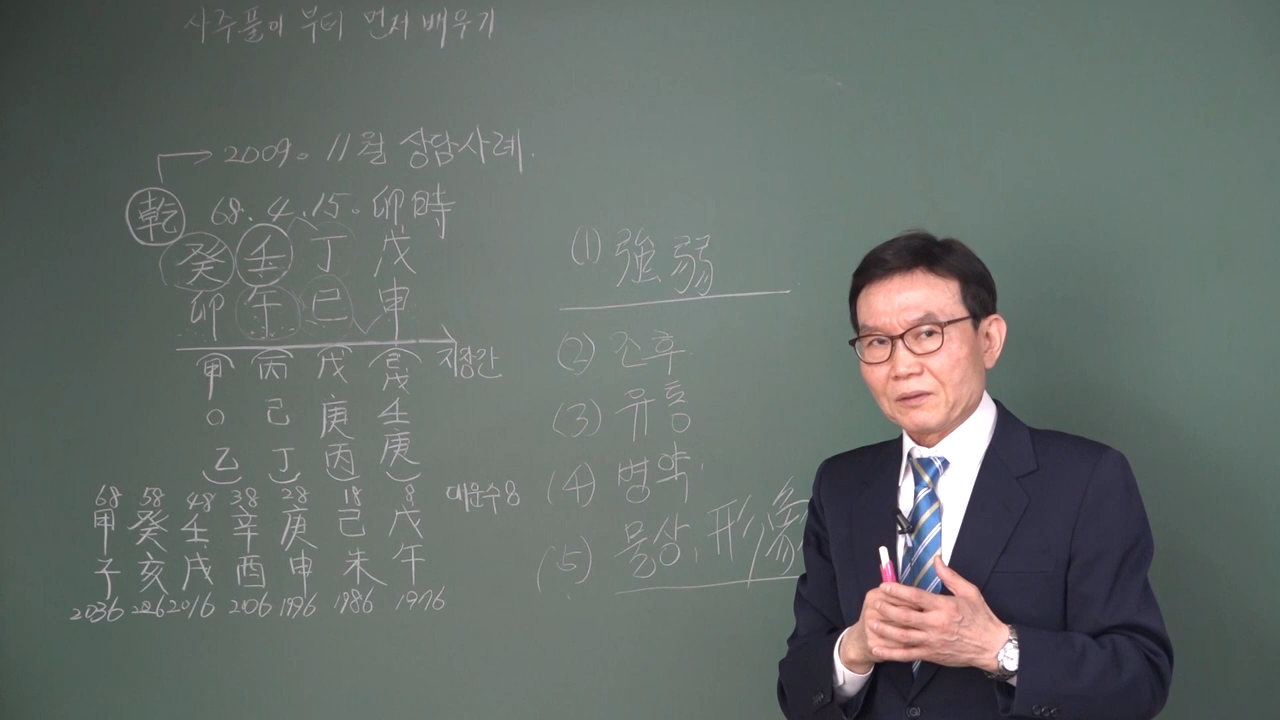 사주풀이 부터 먼저 배우기
2009. 11월 상담사례.
乾 68. 4. 15. 卯時
癸 壬 丁 戊
卯 午 巳 申
甲 丙 戊 己戊 지장간
○ 己 庚 壬
乙 丁 丙 庚
68 58 48 38 28 18 8 대운수
甲 癸 壬 辛 庚 己 戊
子 亥 戌 酉 申 未 午
2036 2026 2016 2006 1996 1986 1976
(1) 強弱
(2) 조후
(3) 유통
(4) 병약
(5) 물상, 形像